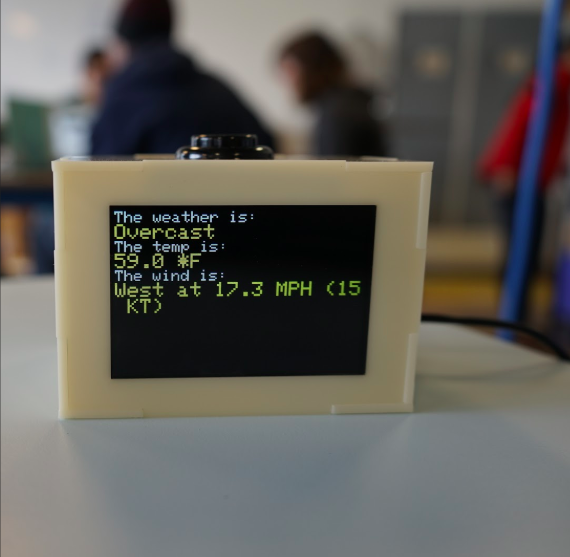 The weather is:
Overcast
The temp is:
59.0 *F
The wind is:
West at 17.3 MPH (15
KT)